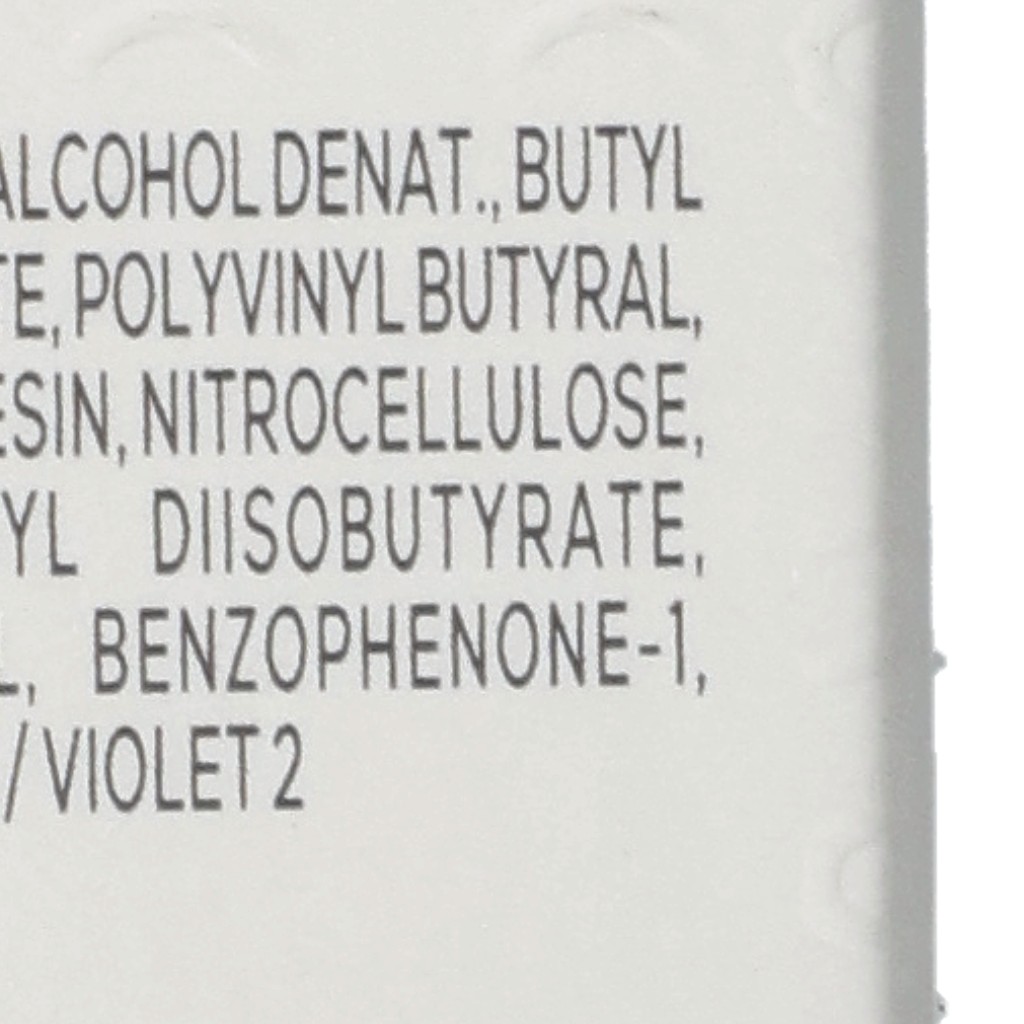 ALCOHOL DENAT., BUTYL
TE, POLYVINYL BUTYRAL,
ESIN, NITROCELLULOSE,
YL DIISOBUTYRATE,
L, BENZOPHENONE-1,
/ VIOLET 2